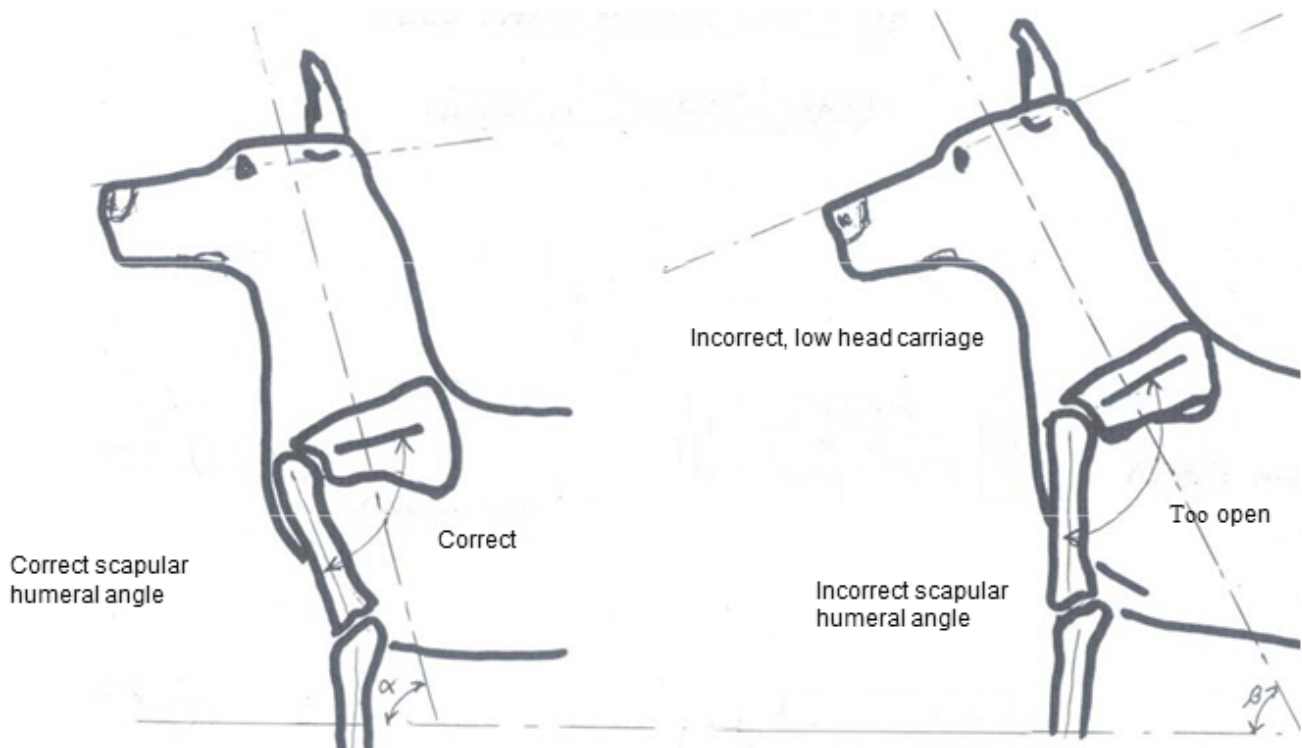 Incorrect, low head carriage
Correct
Too open
Correct scapular
humeral angle
Incorrect scapular
humeral angle
α
β